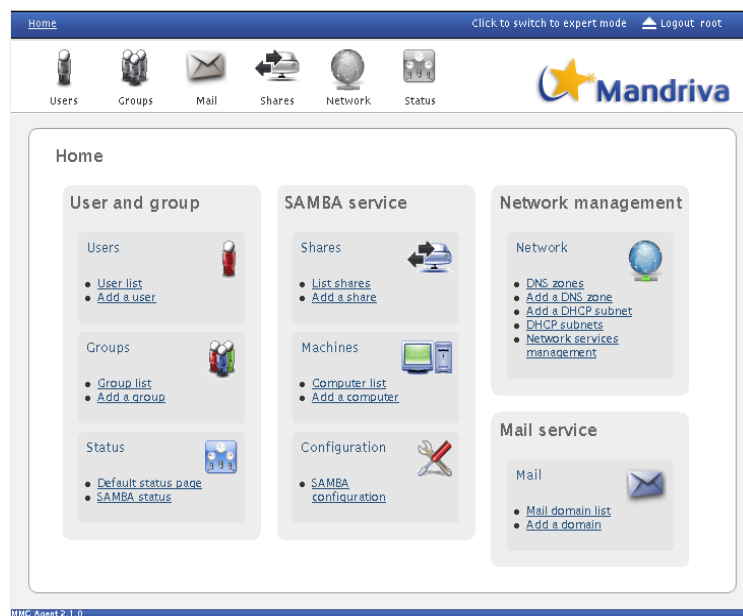 Home
Click to switch to expert mode
Logout root
Users
Groups
Mail
Shares
Network
Status
Mandriva
Home
User and group
Users
User list
Add a user
Groups
Group list
Add a group
Status
Default status page
SAMBA status
SAMBA service
Shares
List shares
Add a share
Machines
Computer list
Add a computer
Configuration
SAMBA
configuration
Network management
Network
DNS zones
Add a DNS zone
Add a DHCP subnet
DHCP subnets
Network services
management
Mail service
Mail
Mail domain list
Add a domain
MMC Agent 2.1.0